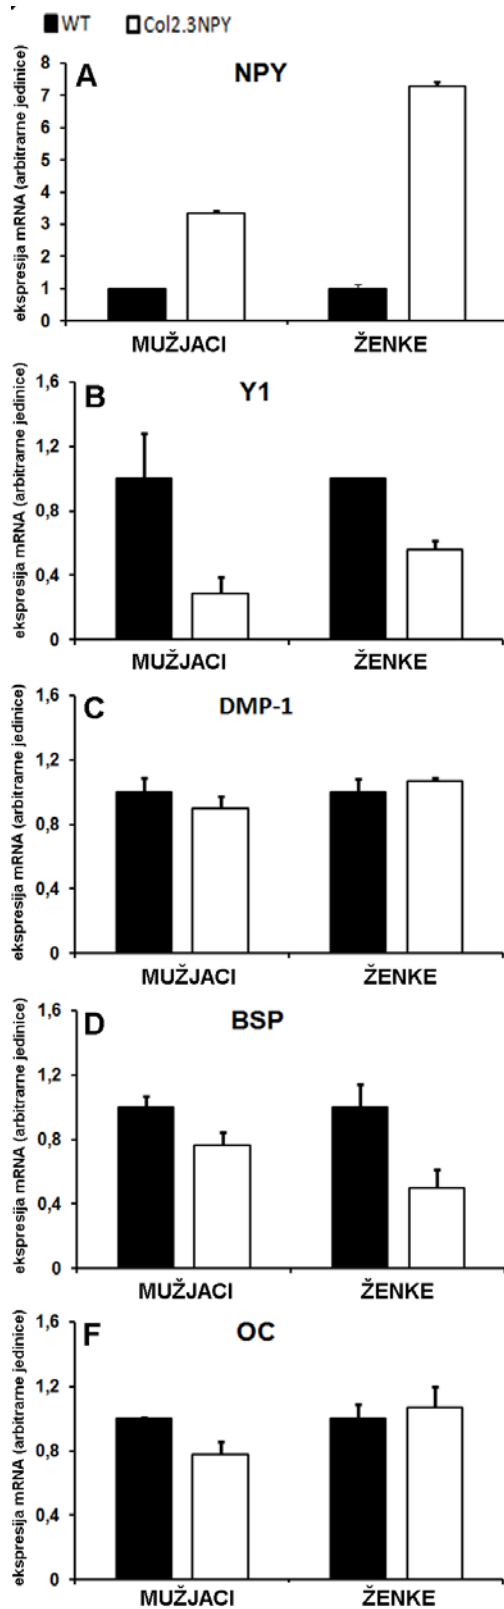 WT Col2.3NPY
A NPY
ekspresija mRNA (arbitrarne jedinice)
8
7
6
5
4
3
2
1
0
MUŽJACI ŽENKE
B Y1
ekspresija mRNA (arbitrarne jedinice)
1,6
1,2
0,8
0,4
0
MUŽJACI ŽENKE
C DMP-1
ekspresija mRNA (arbitrarne jedinice)
1,6
1,2
0,8
0,4
0
MUŽJACI ŽENKE
D BSP
ekspresija mRNA (arbitrarne jedinice)
1,6
1,2
0,8
0,4
0
MUŽJACI ŽENKE
F OC
ekspresija mRNA (arbitrarne jedinice)
1,6
1,2
0,8
0,4
0
MUŽJACI ŽENKE